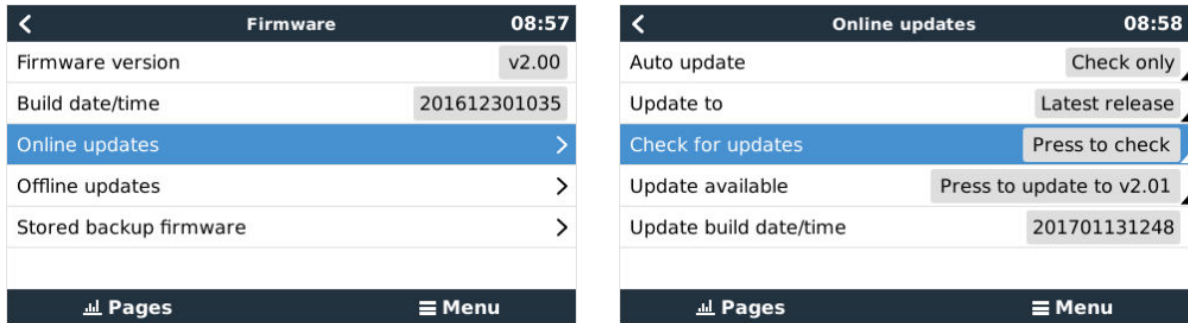 Firmware 08:57
Firmware version v2.00
Build date/time 201612301035
Online updates
Offline updates
Stored backup firmware
Pages Menu
Online updates 08:58
Auto update Check only
Update to Latest release
Check for updates Press to check
Update available Press to update to v2.01
Update build date/time 201701131248
Pages Menu